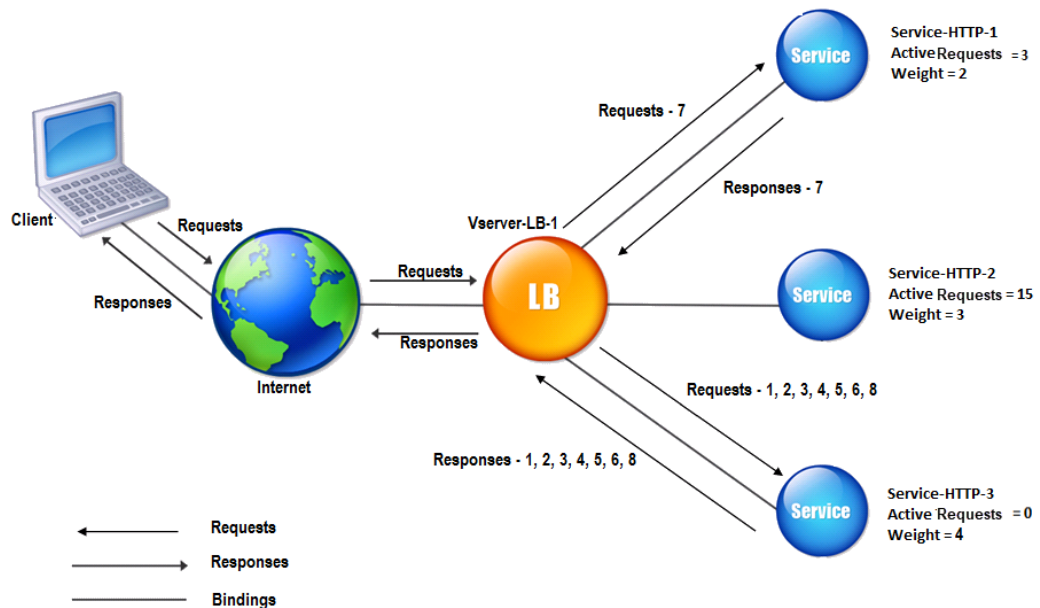 Service-HTTP-1
Active Requests = 3
Weight = 2
Service
Requests - 7
Responses - 7
Client
Requests
Responses
Vserver-LB-1
Requests
LB
Responses
Internet
Service
Service-HTTP-2
Active Requests = 15
Weight = 3
Requests - 1, 2, 3, 4, 5, 6, 8
Responses - 1, 2, 3, 4, 5, 6, 8
Service
Service-HTTP-3
Active Requests = 0
Weight = 4
Requests
Responses
Bindings